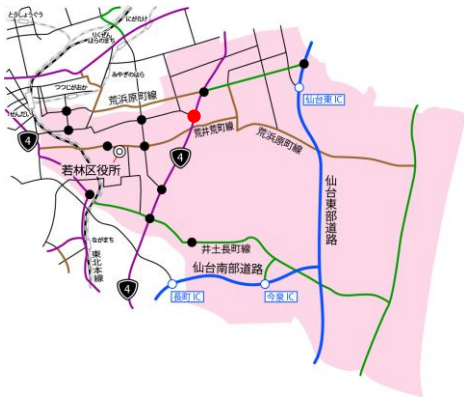 とうしょうぐう
にがたけ
りくぜん
はらのまち
みやぎのはら
つつじがおか
せんだい
荒浜原町線
仙台東IC
4
荒井荒町線
荒浜原町線
4
若林区役所
仙台東部道路
ながまち
東北本線
井土長町線
仙台南部道路
4
長町IC
今泉IC